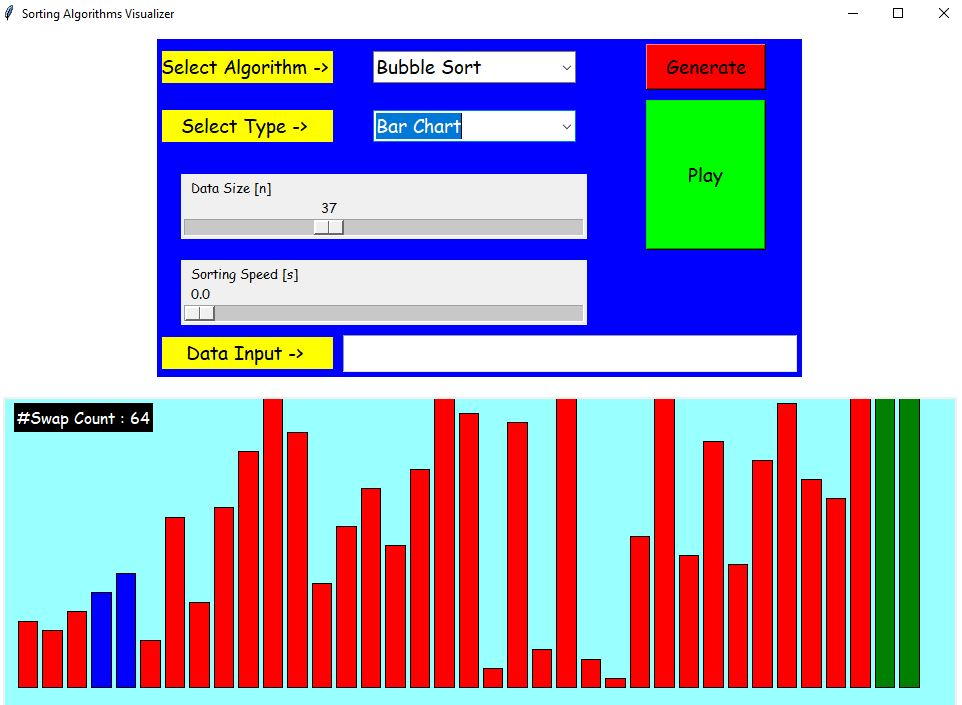 Sorting Algorithms Visualizer
Select Algorithm ->
Bubble Sort
Generate
Select Type ->
Bar Chart
Play
Data Size [n]
37
Sorting Speed [s]
0.0
Data Input ->
#Swap Count : 64